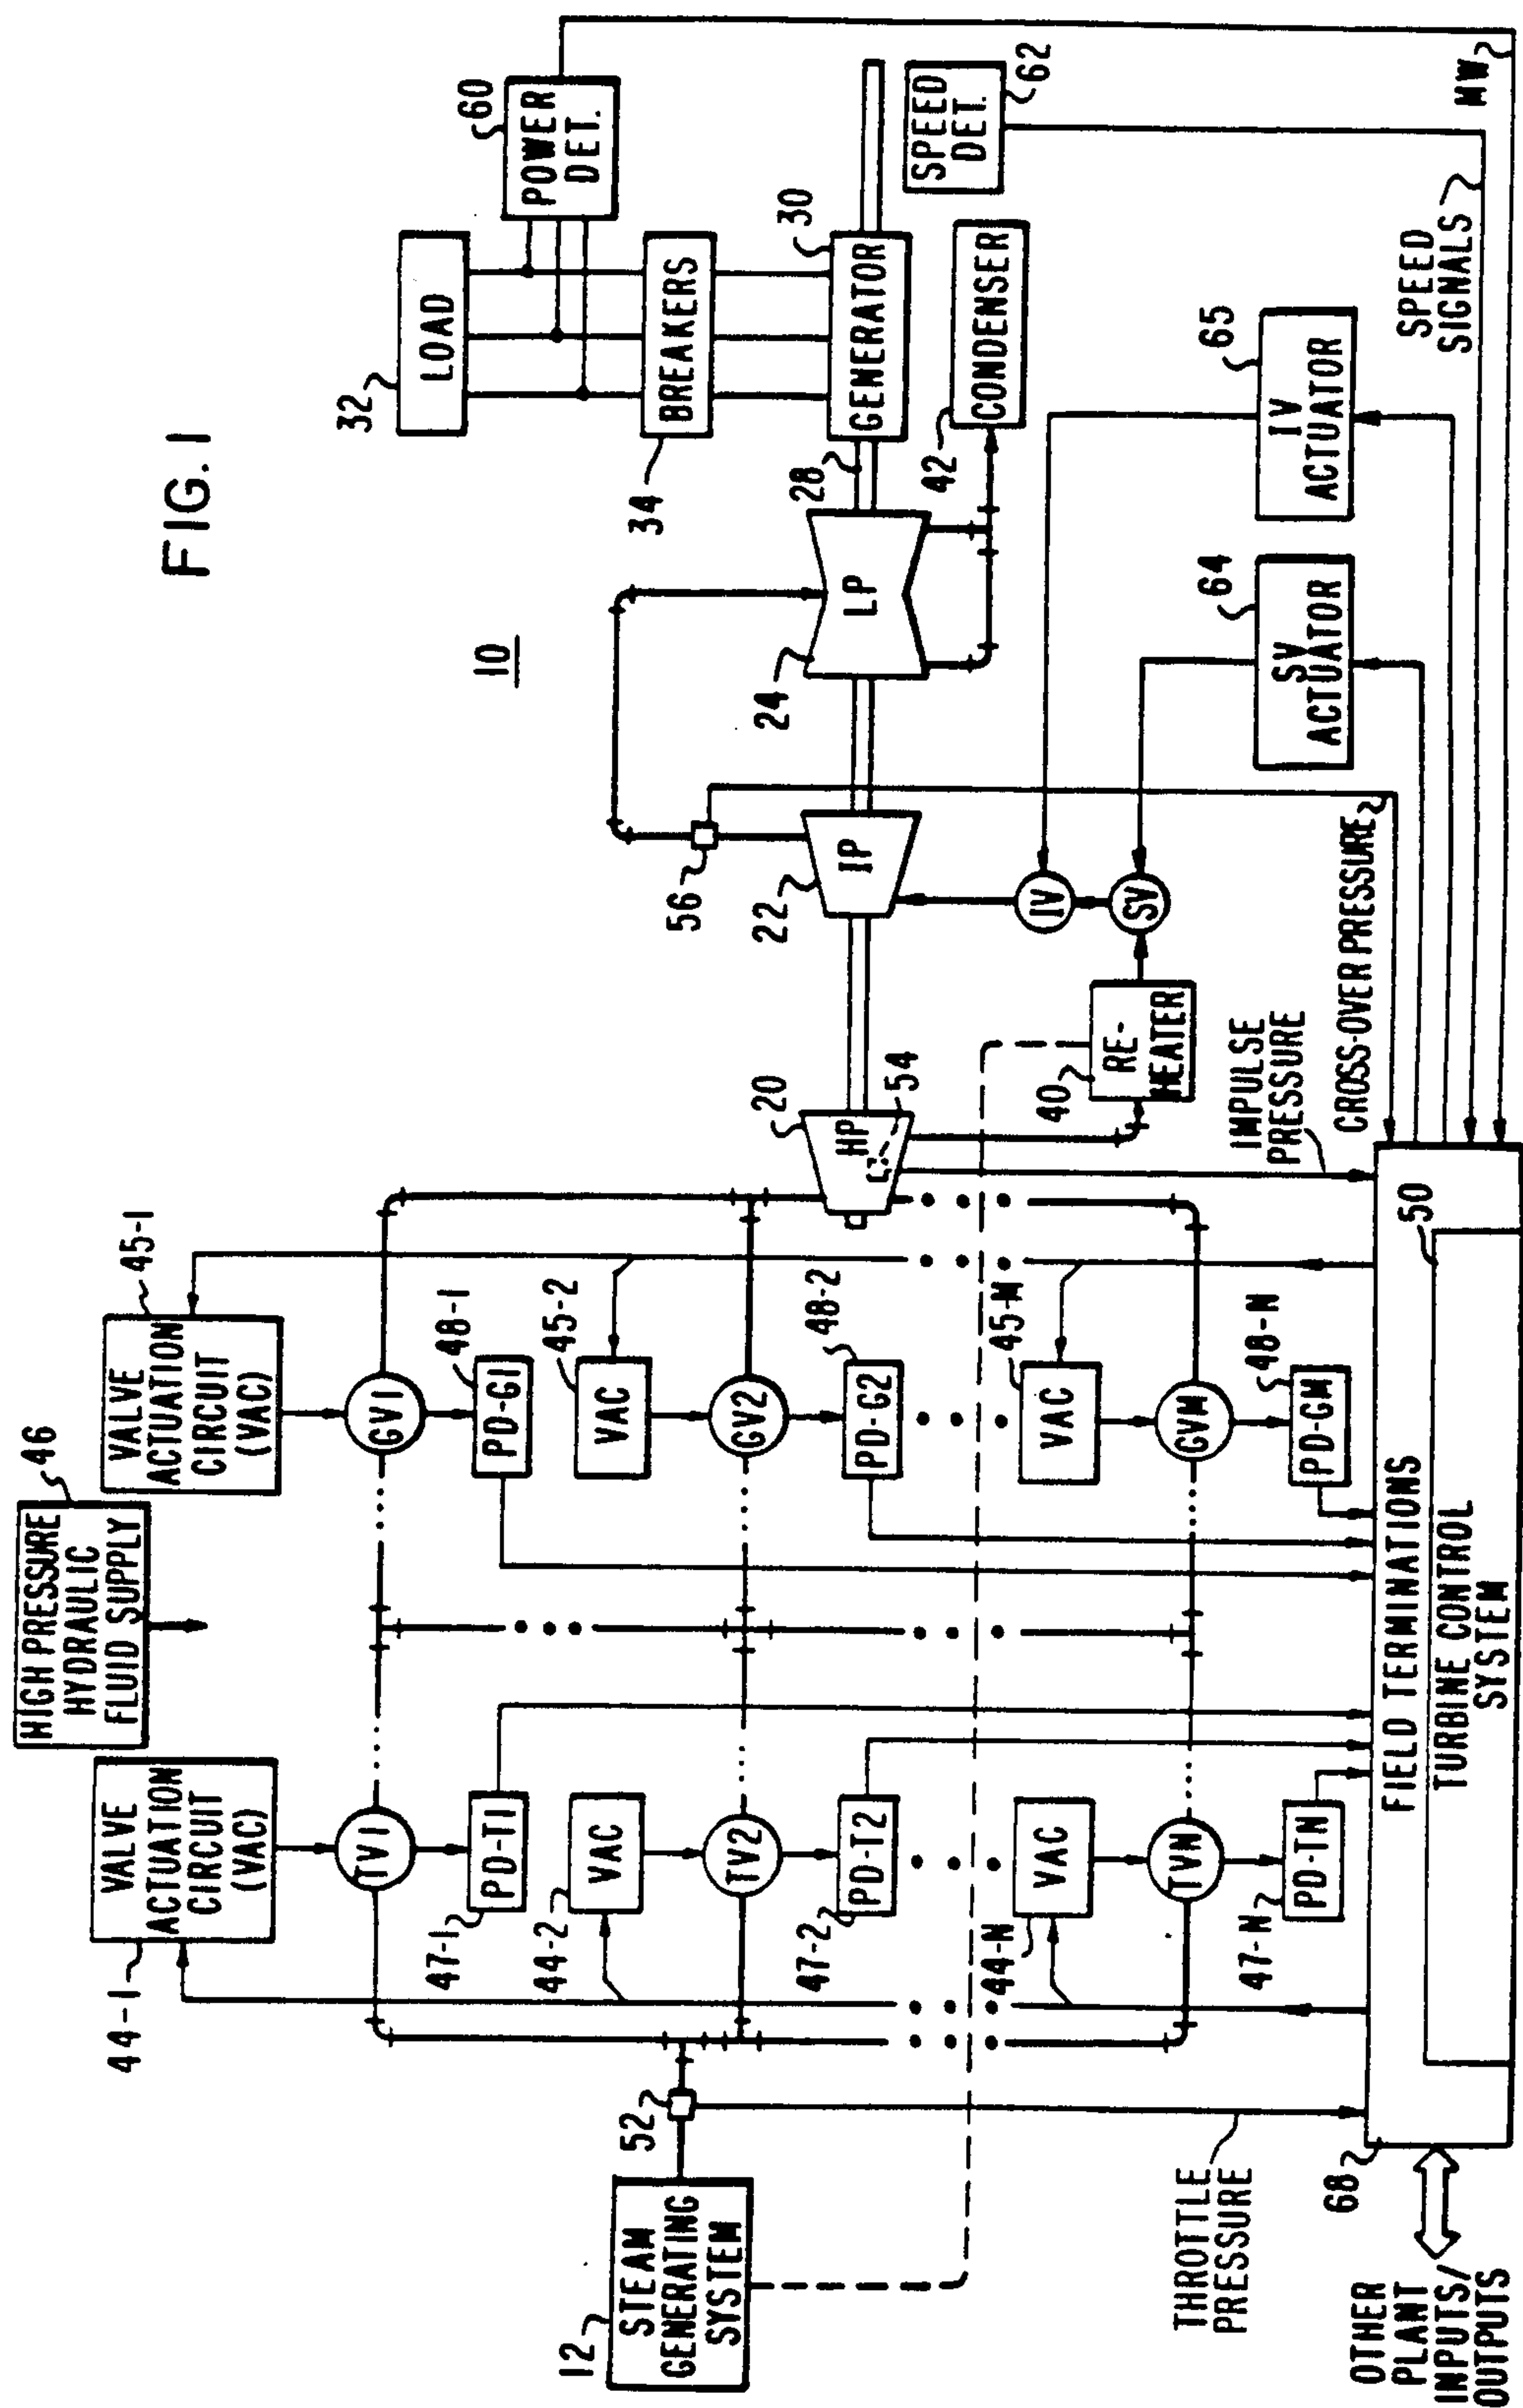 FIG. 1
10
HIGH PRESSURE
HYDRAULIC
FLUID SUPPLY
46
VALVE
ACTUATION
CIRCUIT
(VAC)
44-1
VALVE
ACTUATION
CIRCUIT
(VAC)
45-1
TV1
GV1
PD-T1
47-1
PD-G1
48-1
VAC
44-2
VAC
45-2
TV2
GV2
PD-T2
47-2
PD-G2
48-2
VAC
44-N
VAC
45-M
TVN
GVM
PD-TN
47-N
PD-GM
48-N
STEAM
GENERATING
SYSTEM
12
52
THROTTLE
PRESSURE
HP
20
54
IP
22
56
LP
24
28
GENERATOR
30
BREAKERS
34
LOAD
32
POWER
DET.
60
SPEED
DET.
62
CONDENSER
42
RE-
HEATER
40
IV
SV
SV
ACTUATOR
64
IV
ACTUATOR
65
IMPULSE
PRESSURE
CROSS-OVER PRESSURE
SPEED
SIGNALS
MW
FIELD TERMINATIONS
68
TURBINE CONTROL
SYSTEM
50
OTHER
PLANT
INPUTS/
OUTPUTS